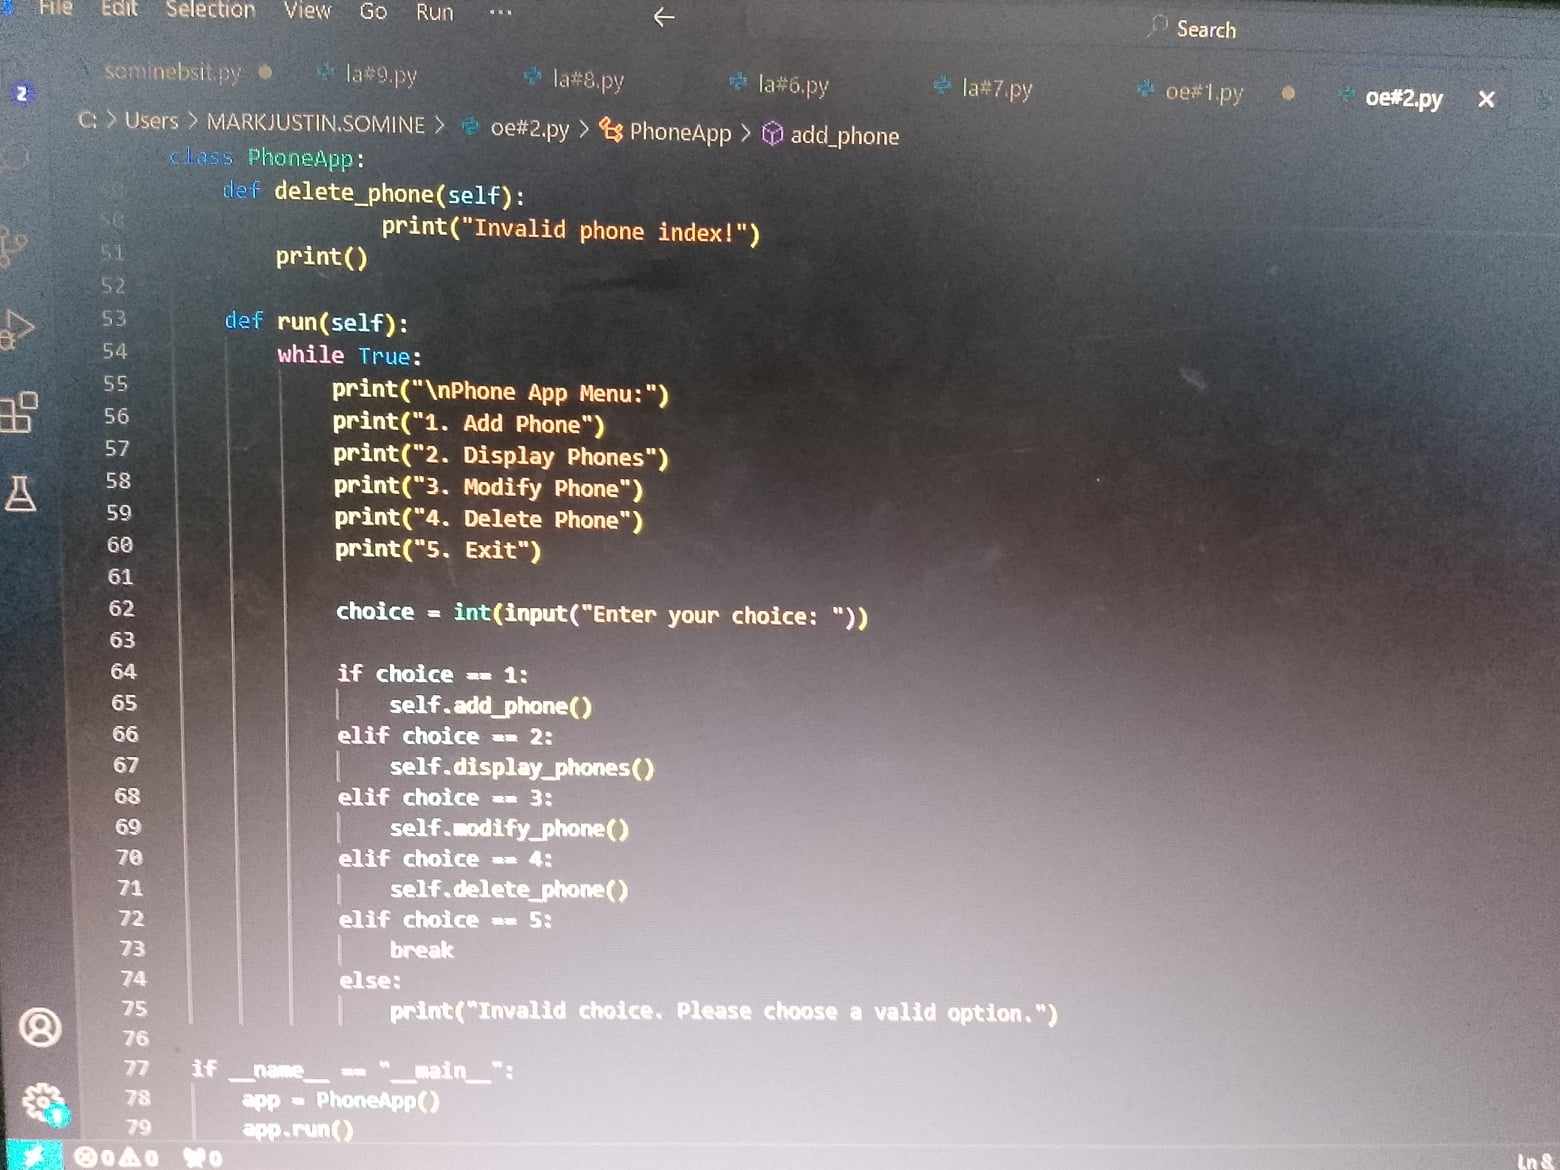 File Edit Selection View Go Run ... Search
sominebsit.py la#9.py la#8.py la#6.py la#7.py oe#1.py oe#2.py
2
C: > Users > MARKJUSTIN.SOMINE > oe#2.py > PhoneApp > add_phone
class PhoneApp:
def delete_phone(self):
50 print("Invalid phone index!")
51 print()
52
53 def run(self):
54 while True:
55 print("\nPhone App Menu:")
56 print("1. Add Phone")
57 print("2. Display Phones")
58 print("3. Modify Phone")
59 print("4. Delete Phone")
60 print("5. Exit")
61
62 choice = int(input("Enter your choice: "))
63
64 if choice == 1:
65 self.add_phone()
66 elif choice == 2:
67 self.display_phones()
68 elif choice == 3:
69 self.modify_phone()
70 elif choice == 4:
71 self.delete_phone()
72 elif choice == 5:
73 break
74 else:
75 print("Invalid choice. Please choose a valid option.")
76
77 if __name__ == "__main__":
78 app = PhoneApp()
79 app.run()
0 0 0